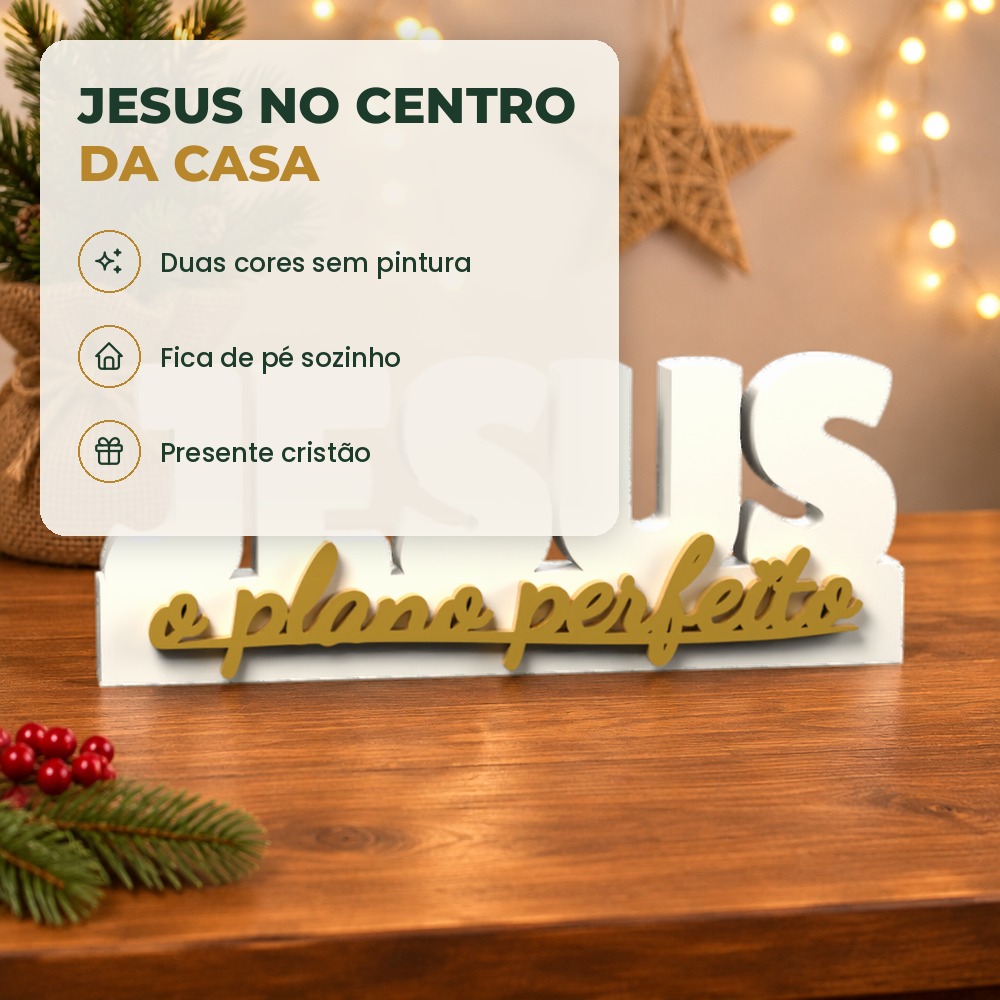 JESUS NO CENTRO
DA CASA
Duas cores sem pintura
Fica de pé sozinho
Presente cristão
JESUS
o plano perfeito